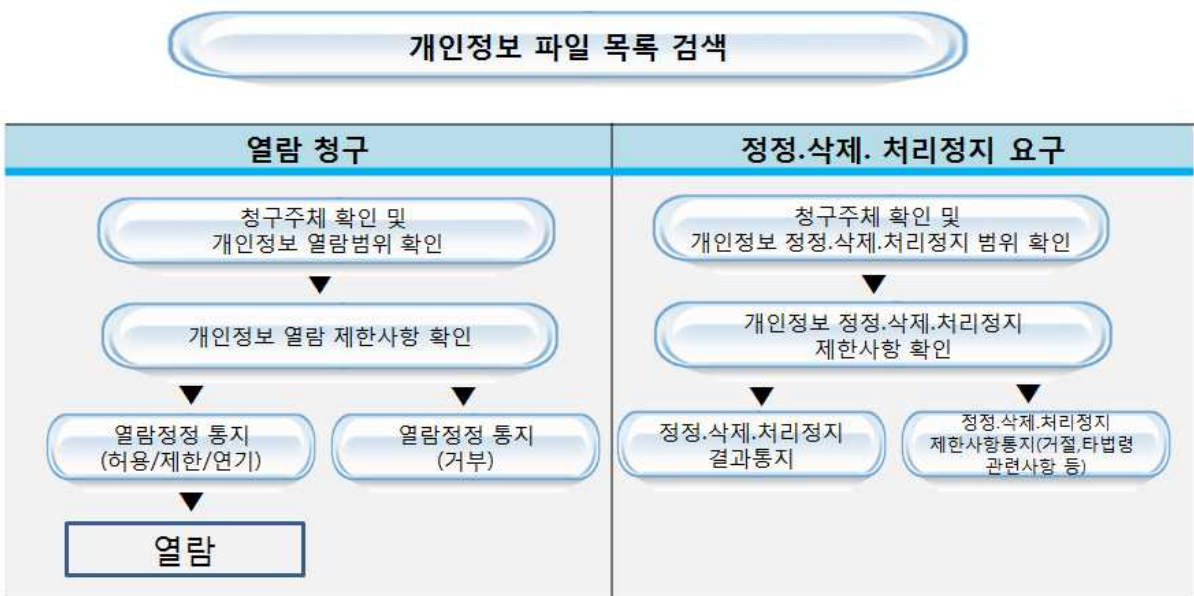 개인정보 파일 목록 검색
열람 청구
청구주체 확인 및
개인정보 열람범위 확인
개인정보 열람 제한사항 확인
열람정정 통지
(허용/제한/연기)
열람정정 통지
(거부)
열람
정정.삭제. 처리정지 요구
청구주체 확인 및
개인정보 정정.삭제.처리정지 범위 확인
개인정보 정정.삭제.처리정지
제한사항 확인
정정.삭제.처리정지
결과통지
정정.삭제.처리정지
제한사항통지(거절,타법령
관련사항 등)